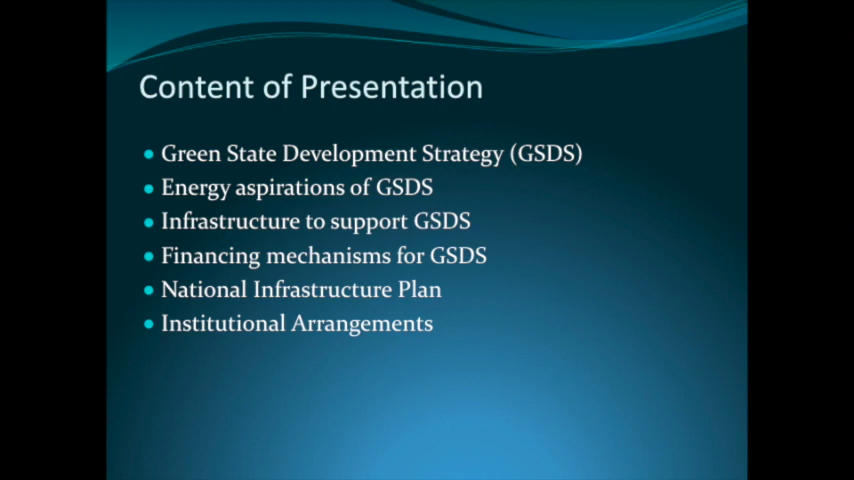 Content of Presentation
• Green State Development Strategy (GSDS)
• Energy aspirations of GSDS
• Infrastructure to support GSDS
• Financing mechanisms for GSDS
• National Infrastructure Plan
• Institutional Arrangements